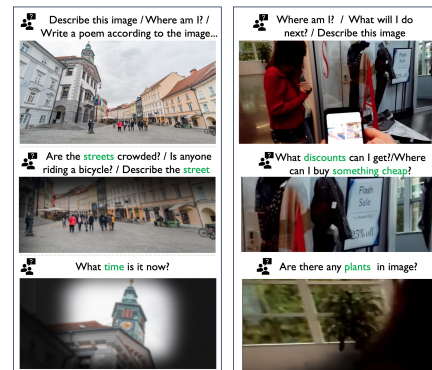 Describe this image / Where am I? /
Write a poem according to the image...
Are the streets crowded? / Is anyone
riding a bicycle? / Describe the street
What time is it now?
Where am I? / What will I do
next? / Describe this image
What discounts can I get?/Where
can I buy something cheap?
Flash
Sale
25% off
Are there any plants in image?